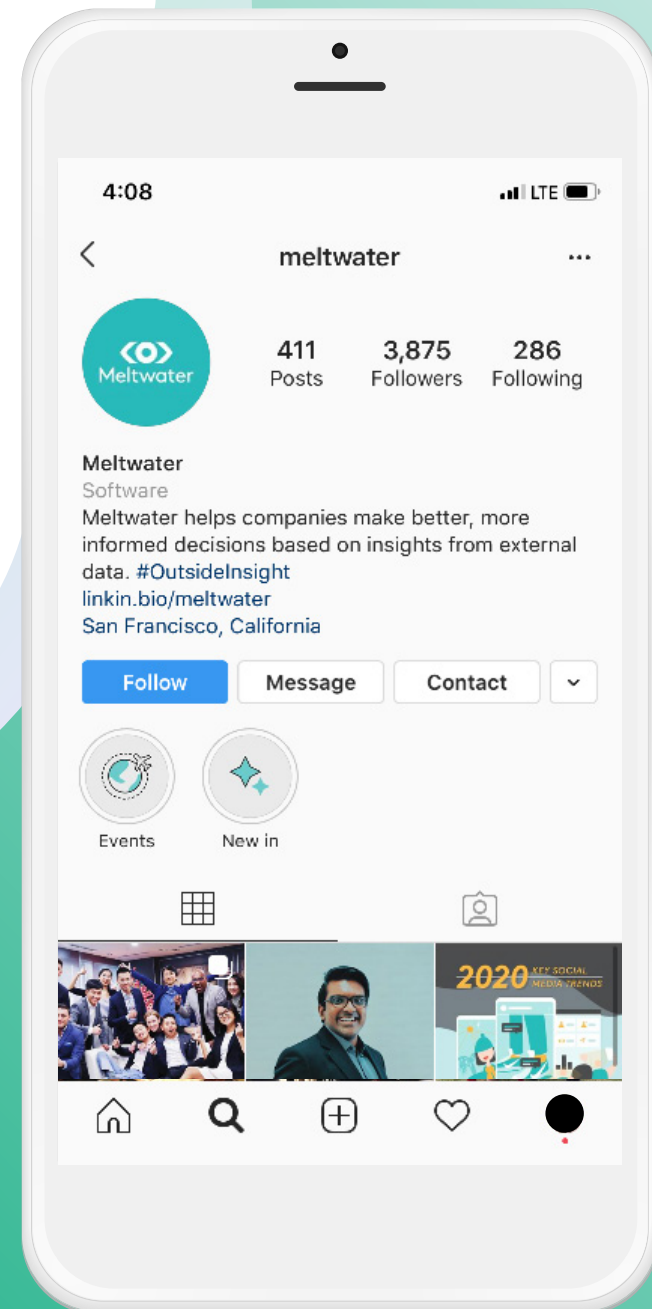 4:08 LTE
meltwater
Meltwater
411 3,875 286
Posts Followers Following
Meltwater
Software
Meltwater helps companies make better, more
informed decisions based on insights from external
data. #OutsideInsight
linkin.bio/meltwater
San Francisco, California
Follow Message Contact
Events New in
2020 KEY SOCIAL
MEDIA TRENDS